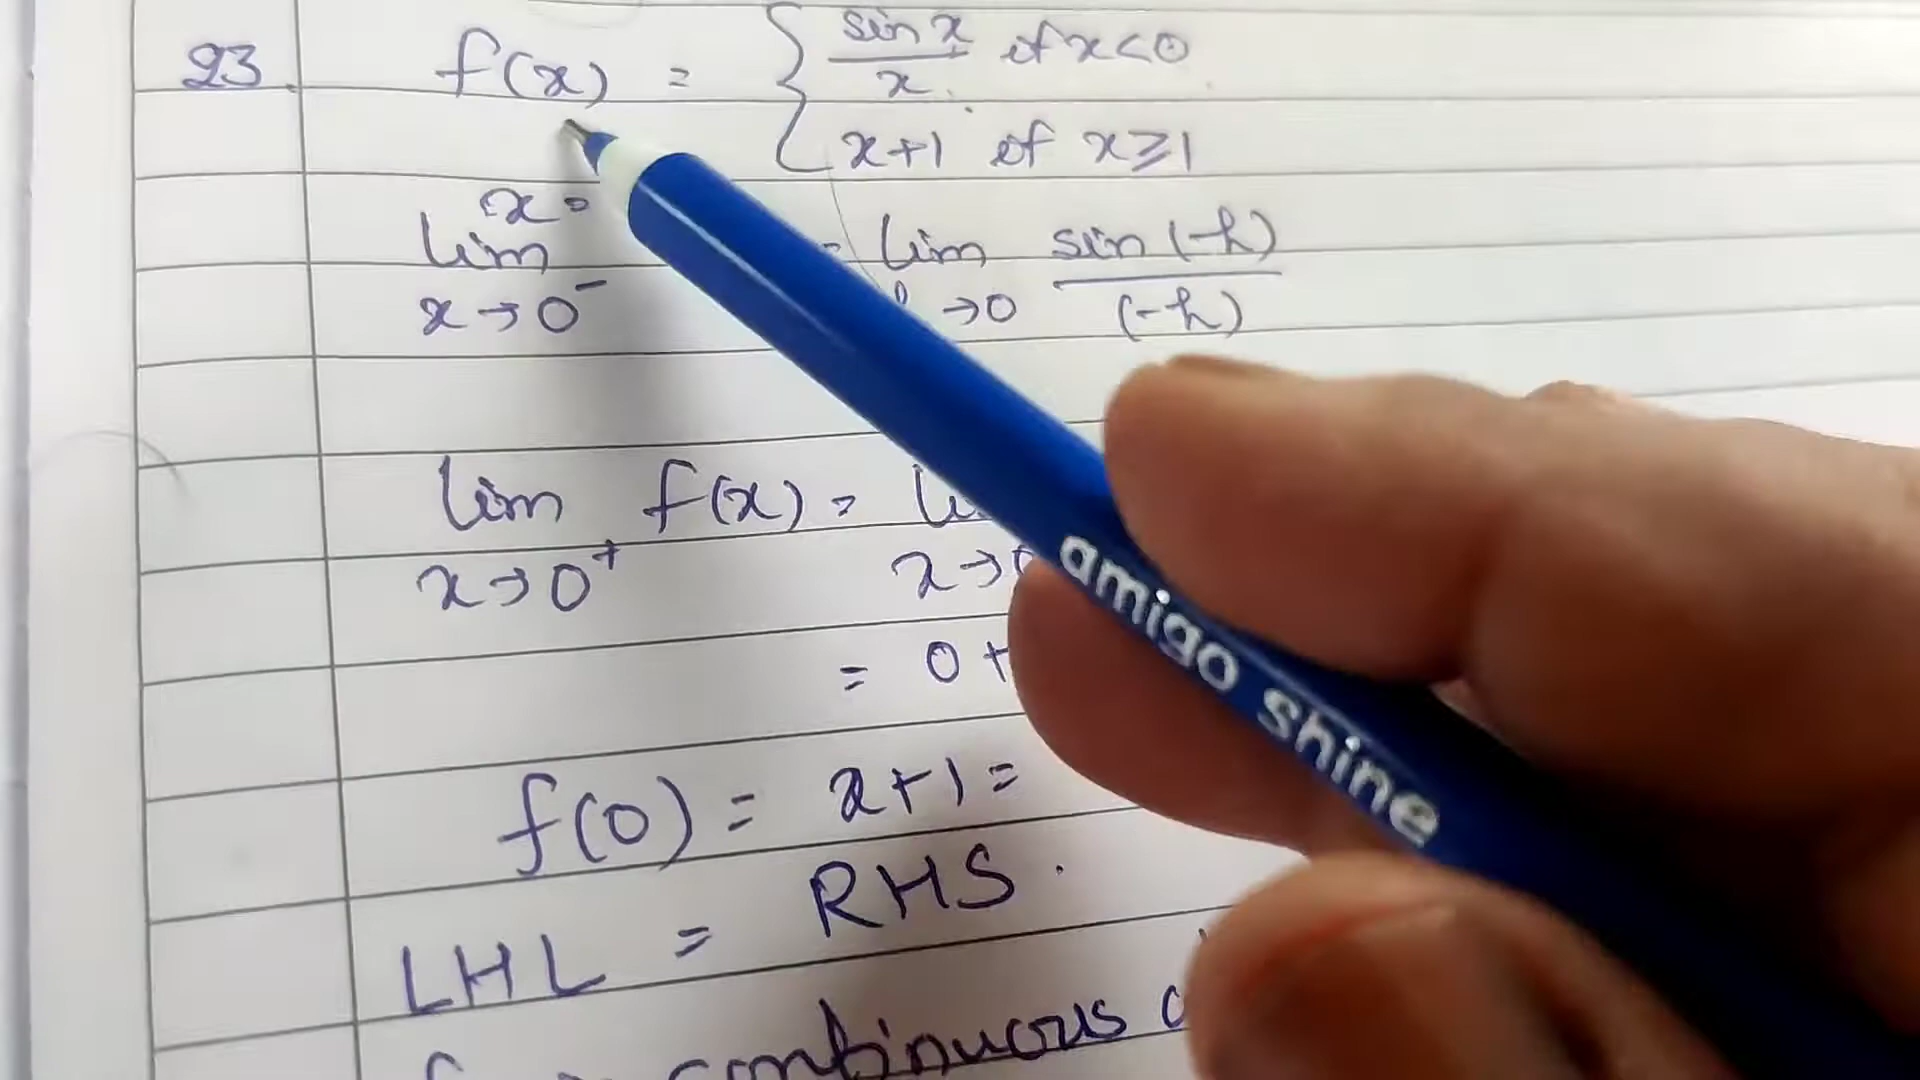 23. f(x) = { sin x / x if x<0
x+1 if x≥1
x=
lim x→0⁻ = lim →0 sin(-h) / (-h)
lim x→0⁺ f(x) = x→0
= 0+
f(0) = x+1 =
LHL = RHS.
continuous
amigo shine